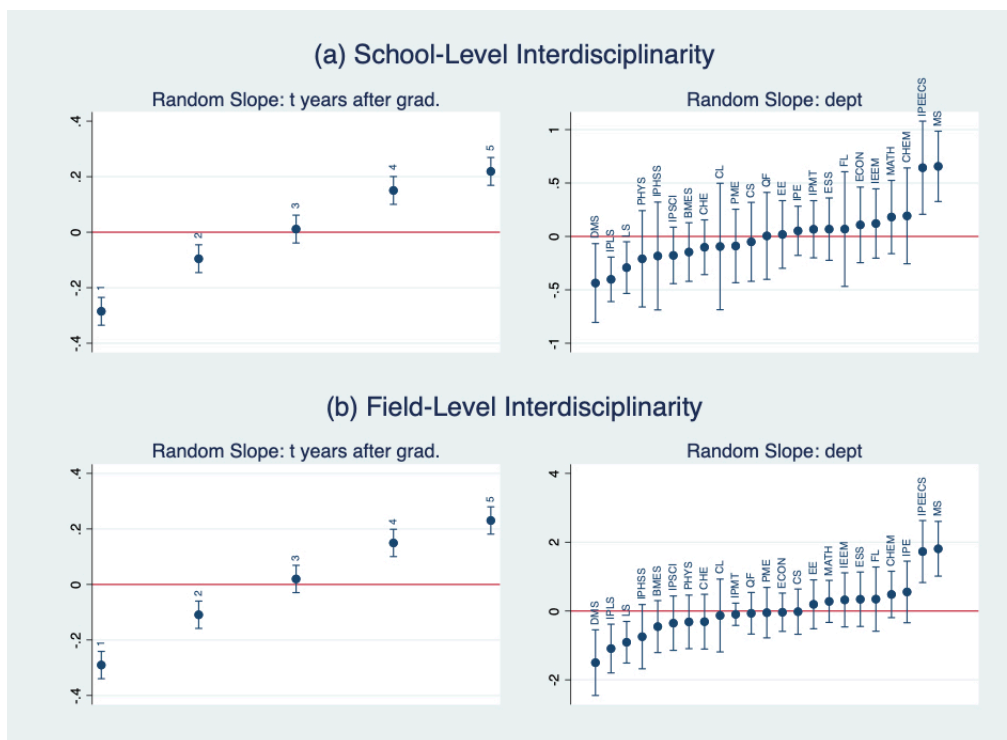 (a) School-Level Interdisciplinarity
Random Slope: t years after grad.
.4
.2
0
-.2
-.4
1
2
3
4
5
Random Slope: dept
1
.5
0
-.5
-1
DMS
IPLS
LS
PHYS
IPHSS
IPSCI
BMES
CHE
CL
PME
CS
QF
EE
IPE
IPMT
ESS
FL
ECON
IEEM
MATH
CHEM
IPEECS
MS
(b) Field-Level Interdisciplinarity
Random Slope: t years after grad.
.4
.2
0
-.2
-.4
1
2
3
4
5
Random Slope: dept
4
2
0
-2
DMS
IPLS
LS
IPHSS
BMES
IPSCI
PHYS
CHE
CL
IPMT
QF
PME
ECON
CS
EE
MATH
IEEM
ESS
FL
CHEM
IPE
IPEECS
MS